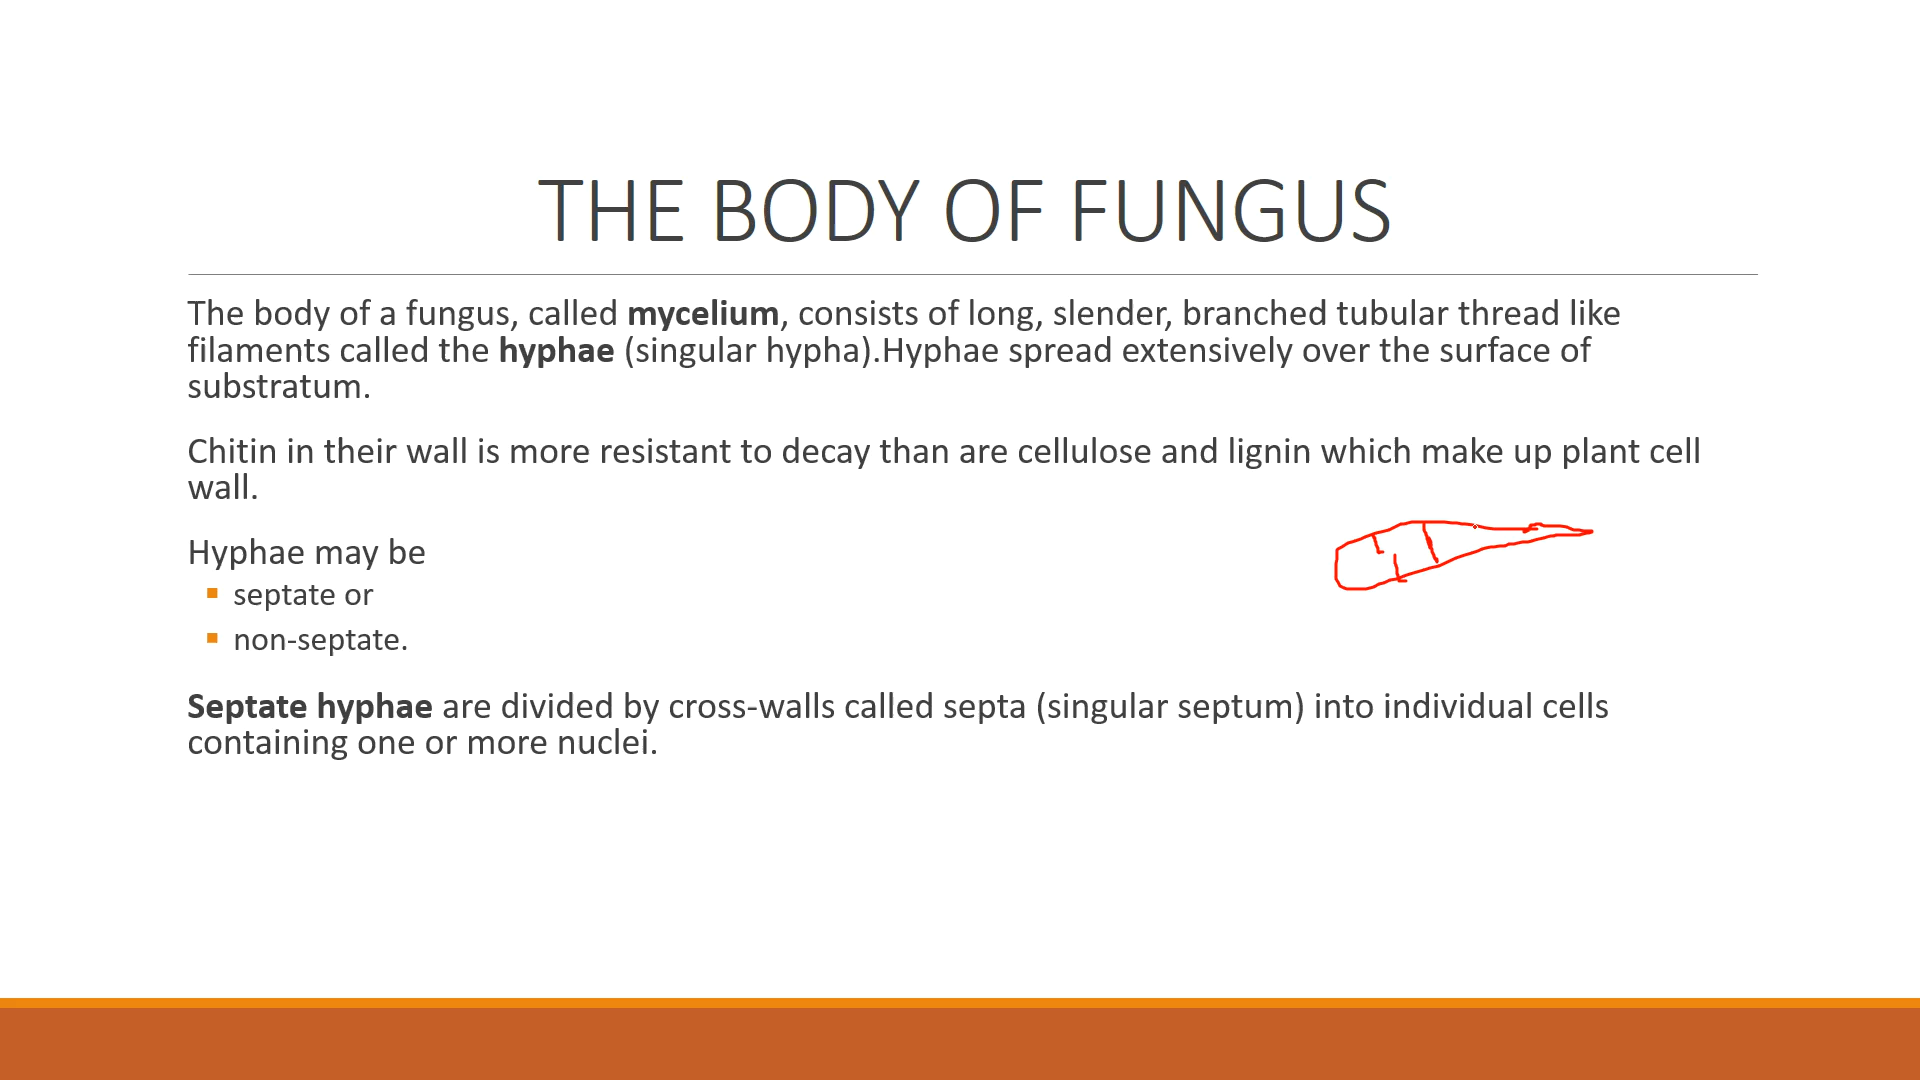 THE BODY OF FUNGUS
The body of a fungus, called mycelium, consists of long, slender, branched tubular thread like
filaments called the hyphae (singular hypha).Hyphae spread extensively over the surface of
substratum.
Chitin in their wall is more resistant to decay than are cellulose and lignin which make up plant cell
wall.
Hyphae may be
septate or
non-septate.
Septate hyphae are divided by cross-walls called septa (singular septum) into individual cells
containing one or more nuclei.